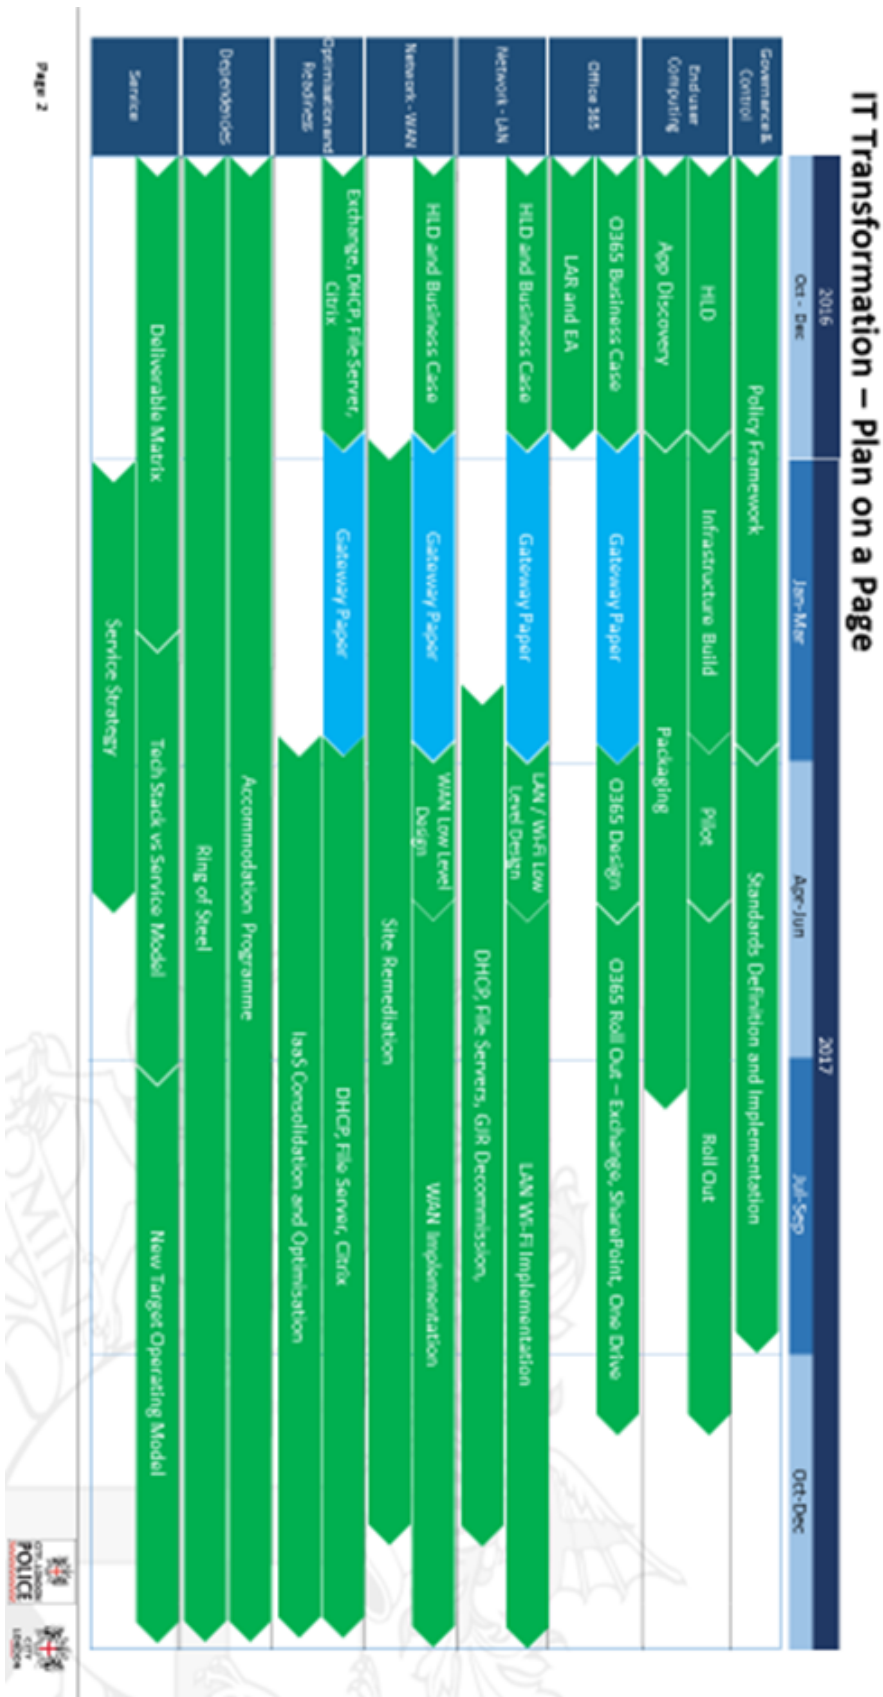 IT Transformation – Plan on a Page
2016
2017
Oct - Dec
Jan-Mar
Apr-Jun
Jul-Sep
Oct-Dec
Governance &
Control
Policy Framework
Standards Definition and Implementation
End user
Computing
HLD
Infrastructure Build
Pilot
Roll Out
App Discovery
Packaging
Office 365
O365 Business Case
Gateway Paper
O365 Design
O365 Roll Out – Exchange, SharePoint, One Drive
LAR and EA
Network - LAN
HLD and Business Case
Gateway Paper
LAN / Wi-Fi Low
Level Design
LAN Wi-Fi Implementation
DHCP, File Servers, GJR Decommission,
Network - WAN
HLD and Business Case
Gateway Paper
WAN Low Level
Design
WAN Implementation
Site Remediation
Optimisation and
Readiness
Exchange, DHCP, File Server,
Citrix
Gateway Paper
DHCP, File Server, Citrix
IaaS Consolidation and Optimisation
Dependencies
Accommodation Programme
Ring of Steel
Service
Deliverable Matrix
Tech Stack vs Service Model
New Target Operating Model
Service Strategy
Page 2
CITY LONDON
POLICE
CITY
LONDON